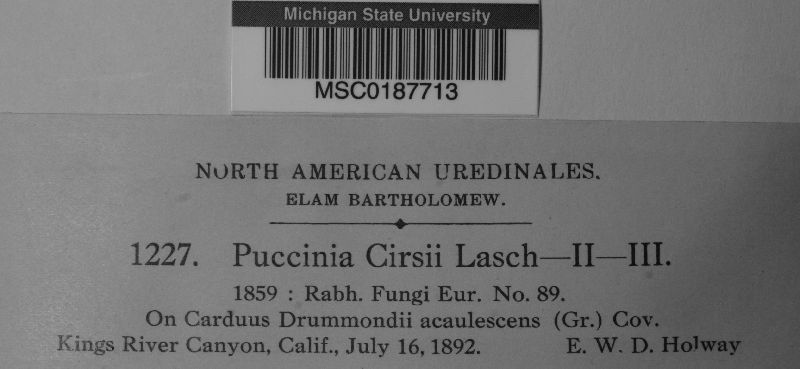 Michigan State University
MSC0187713
NORTH AMERICAN UREDINALES.
ELAM BARTHOLOMEW.
1227. Puccinia Cirsii Lasch—II—III.
1859 : Rabh. Fungi Eur. No. 89.
On Carduus Drummondii acaulescens (Gr.) Cov.
Kings River Canyon, Calif., July 16, 1892. E. W. D. Holway